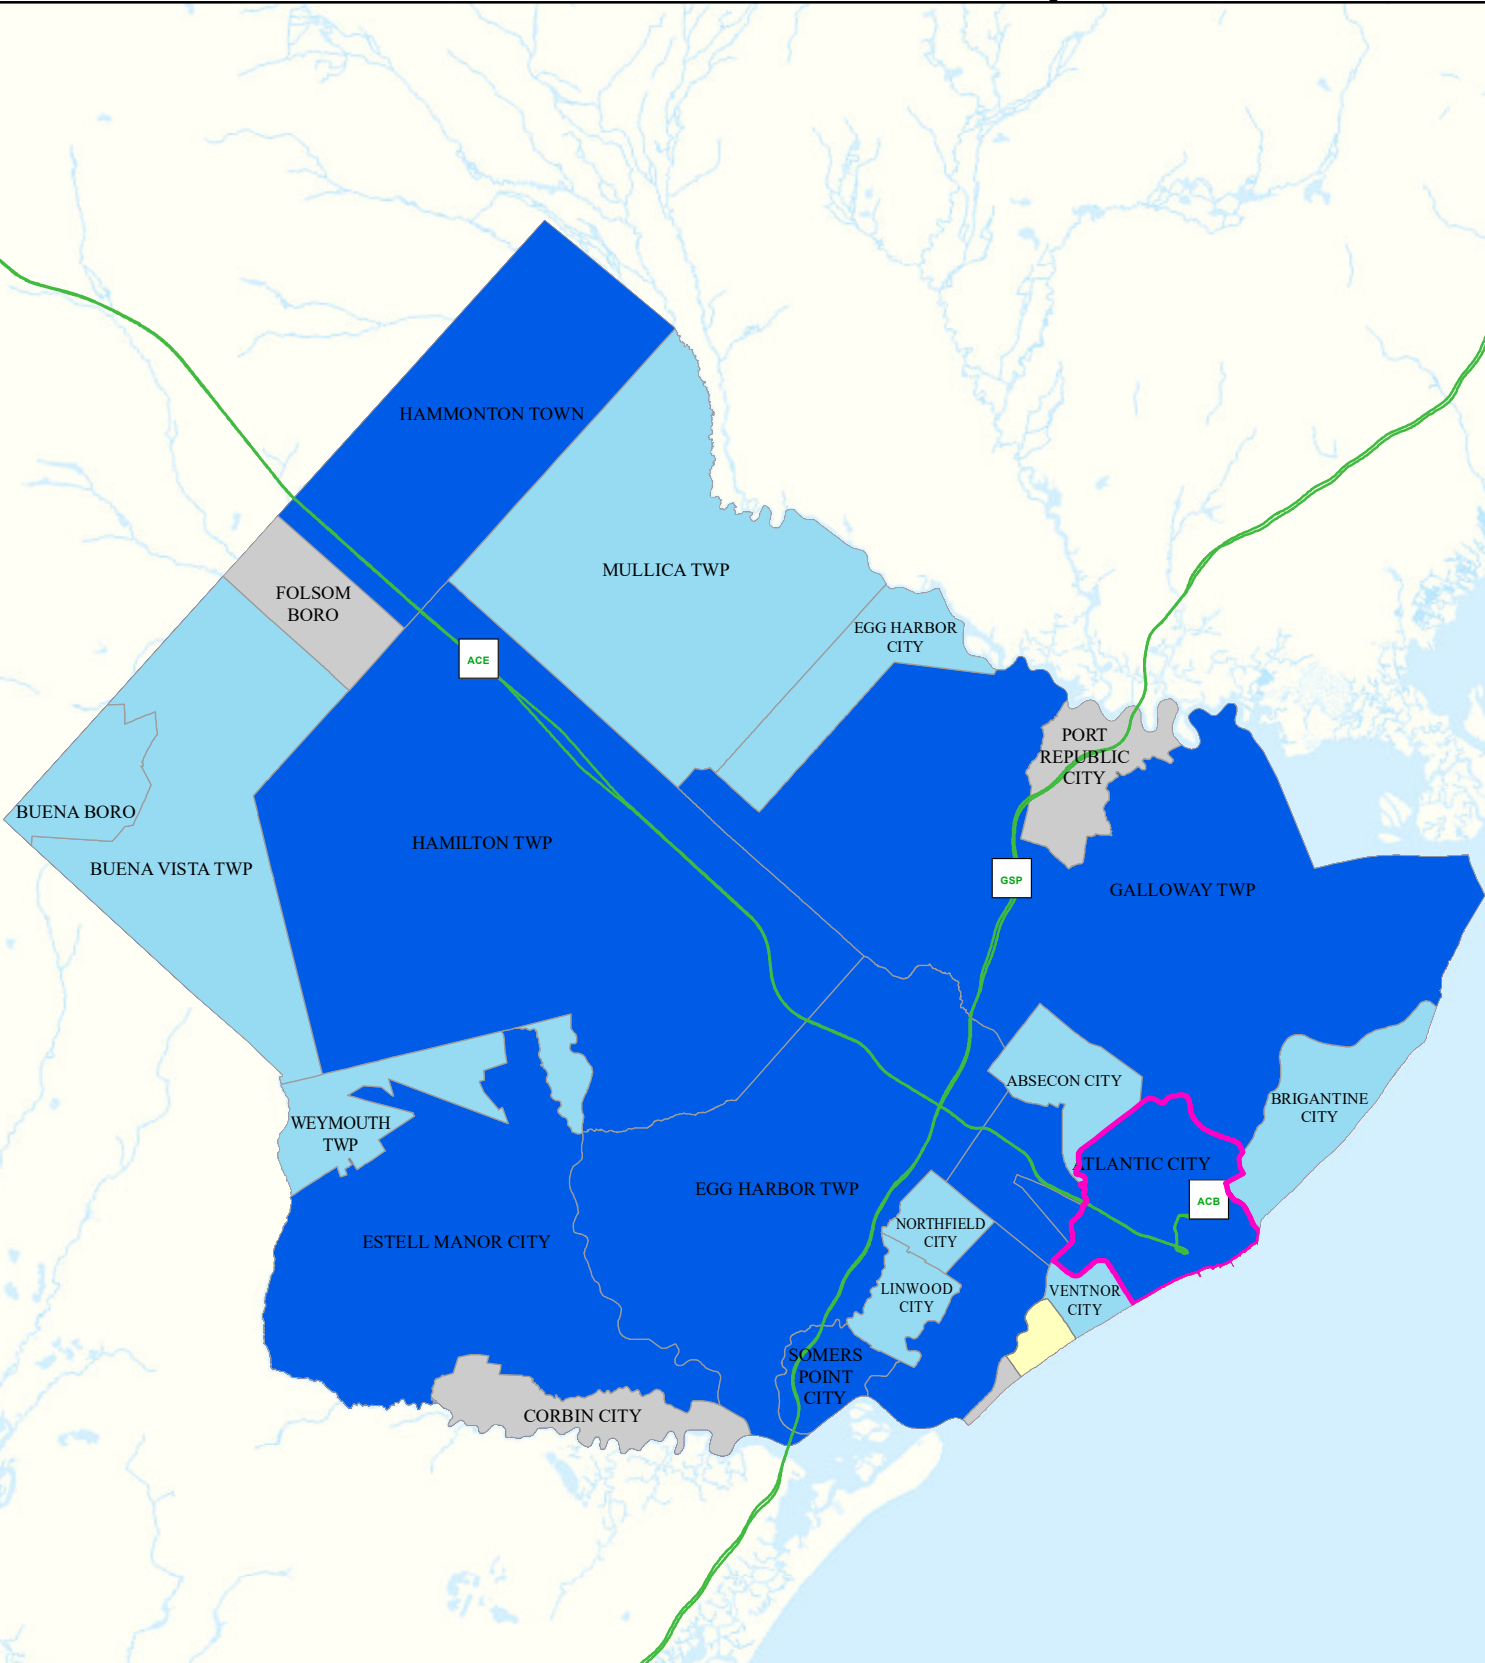 HAMMONTON TOWN
MULLICA TWP
FOLSOM
BORO
EGG HARBOR
CITY
ACE
PORT
REPUBLIC
CITY
BUENA BORO
HAMILTON TWP
BUENA VISTA TWP
GSP
GALLOWAY TWP
ABSECON CITY
BRIGANTINE
CITY
WEYMOUTH
TWP
ATLANTIC CITY
EGG HARBOR TWP
ACB
NORTHFIELD
CITY
ESTELL MANOR CITY
LINWOOD
CITY
VENTNOR
CITY
SOMERS
POINT
CITY
CORBIN CITY